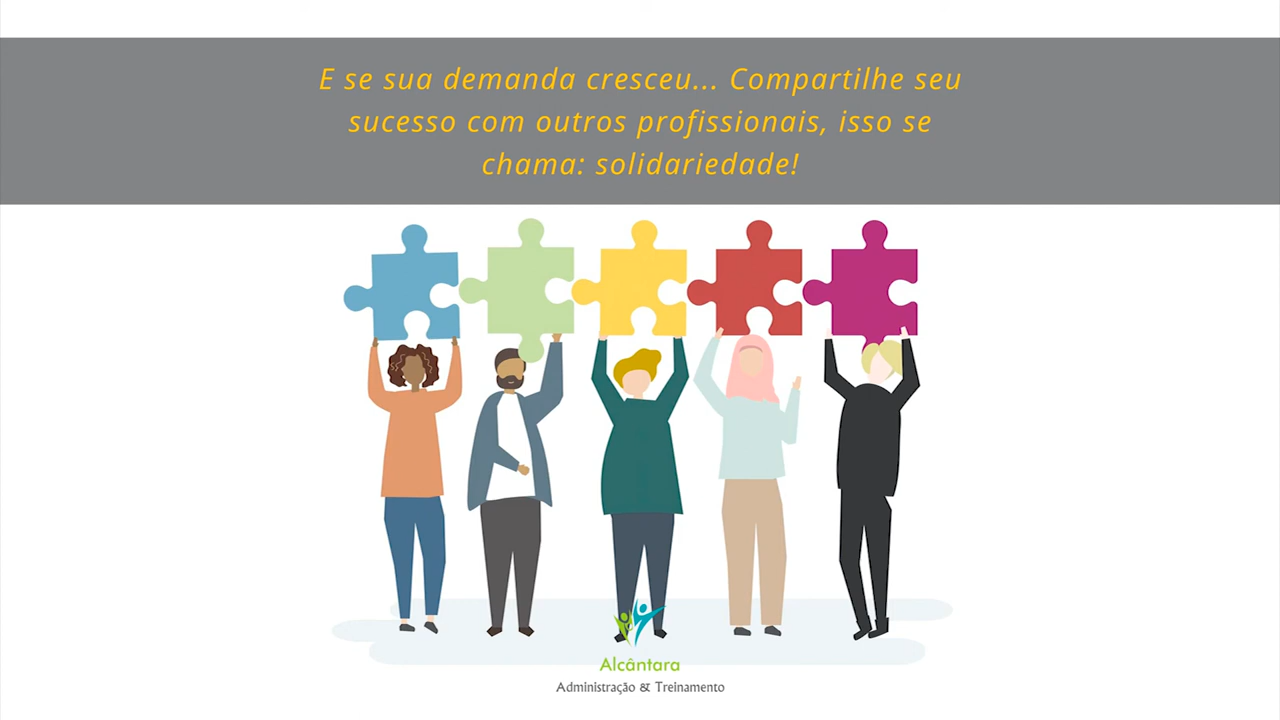 E se sua demanda cresceu... Compartilhe seu
sucesso com outros profissionais, isso se
chama: solidariedade!
Alcântara
Administração & Treinamento